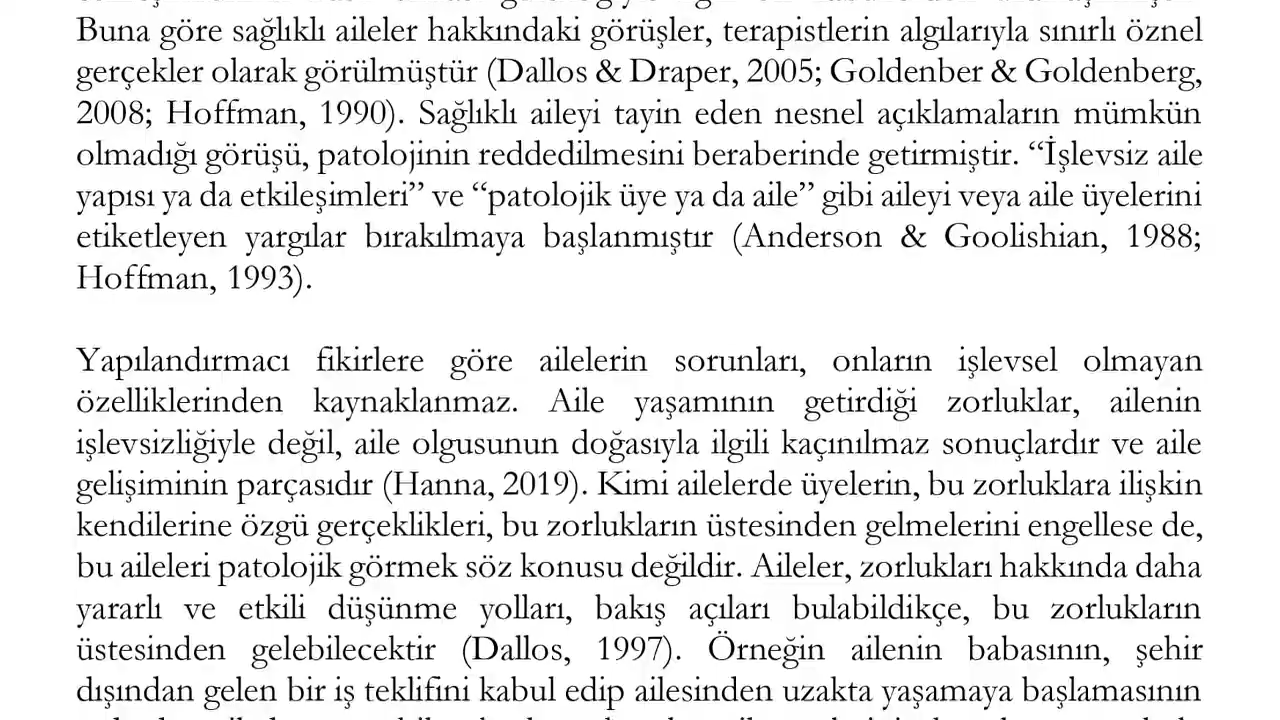 Buna göre sağlıklı aileler hakkındaki görüşler, terapistlerin algılarıyla sınırlı öznel
gerçekler olarak görülmüştür (Dallos & Draper, 2005; Goldenber & Goldenberg,
2008; Hoffman, 1990). Sağlıklı aileyi tayin eden nesnel açıklamaların mümkün
olmadığı görüşü, patolojinin reddedilmesini beraberinde getirmiştir. “İşlevsiz aile
yapısı ya da etkileşimleri” ve “patolojik üye ya da aile” gibi aileyi veya aile üyelerini
etiketleyen yargılar bırakılmaya başlanmıştır (Anderson & Goolishian, 1988;
Hoffman, 1993).
Yapılandırmacı fikirlere göre ailelerin sorunları, onların işlevsel olmayan
özelliklerinden kaynaklanmaz. Aile yaşamının getirdiği zorluklar, ailenin
işlevsizliğiyle değil, aile olgusunun doğasıyla ilgili kaçınılmaz sonuçlardır ve aile
gelişiminin parçasıdır (Hanna, 2019). Kimi ailelerde üyelerin, bu zorluklara ilişkin
kendilerine özgü gerçeklikleri, bu zorlukların üstesinden gelmelerini engellese de,
bu aileleri patolojik görmek söz konusu değildir. Aileler, zorlukları hakkında daha
yararlı ve etkili düşünme yolları, bakış açıları bulabildikçe, bu zorlukların
üstesinden gelebilecektir (Dallos, 1997). Örneğin ailenin babasının, şehir
dışından gelen bir iş teklifini kabul edip ailesinden uzakta yaşamaya başlamasının